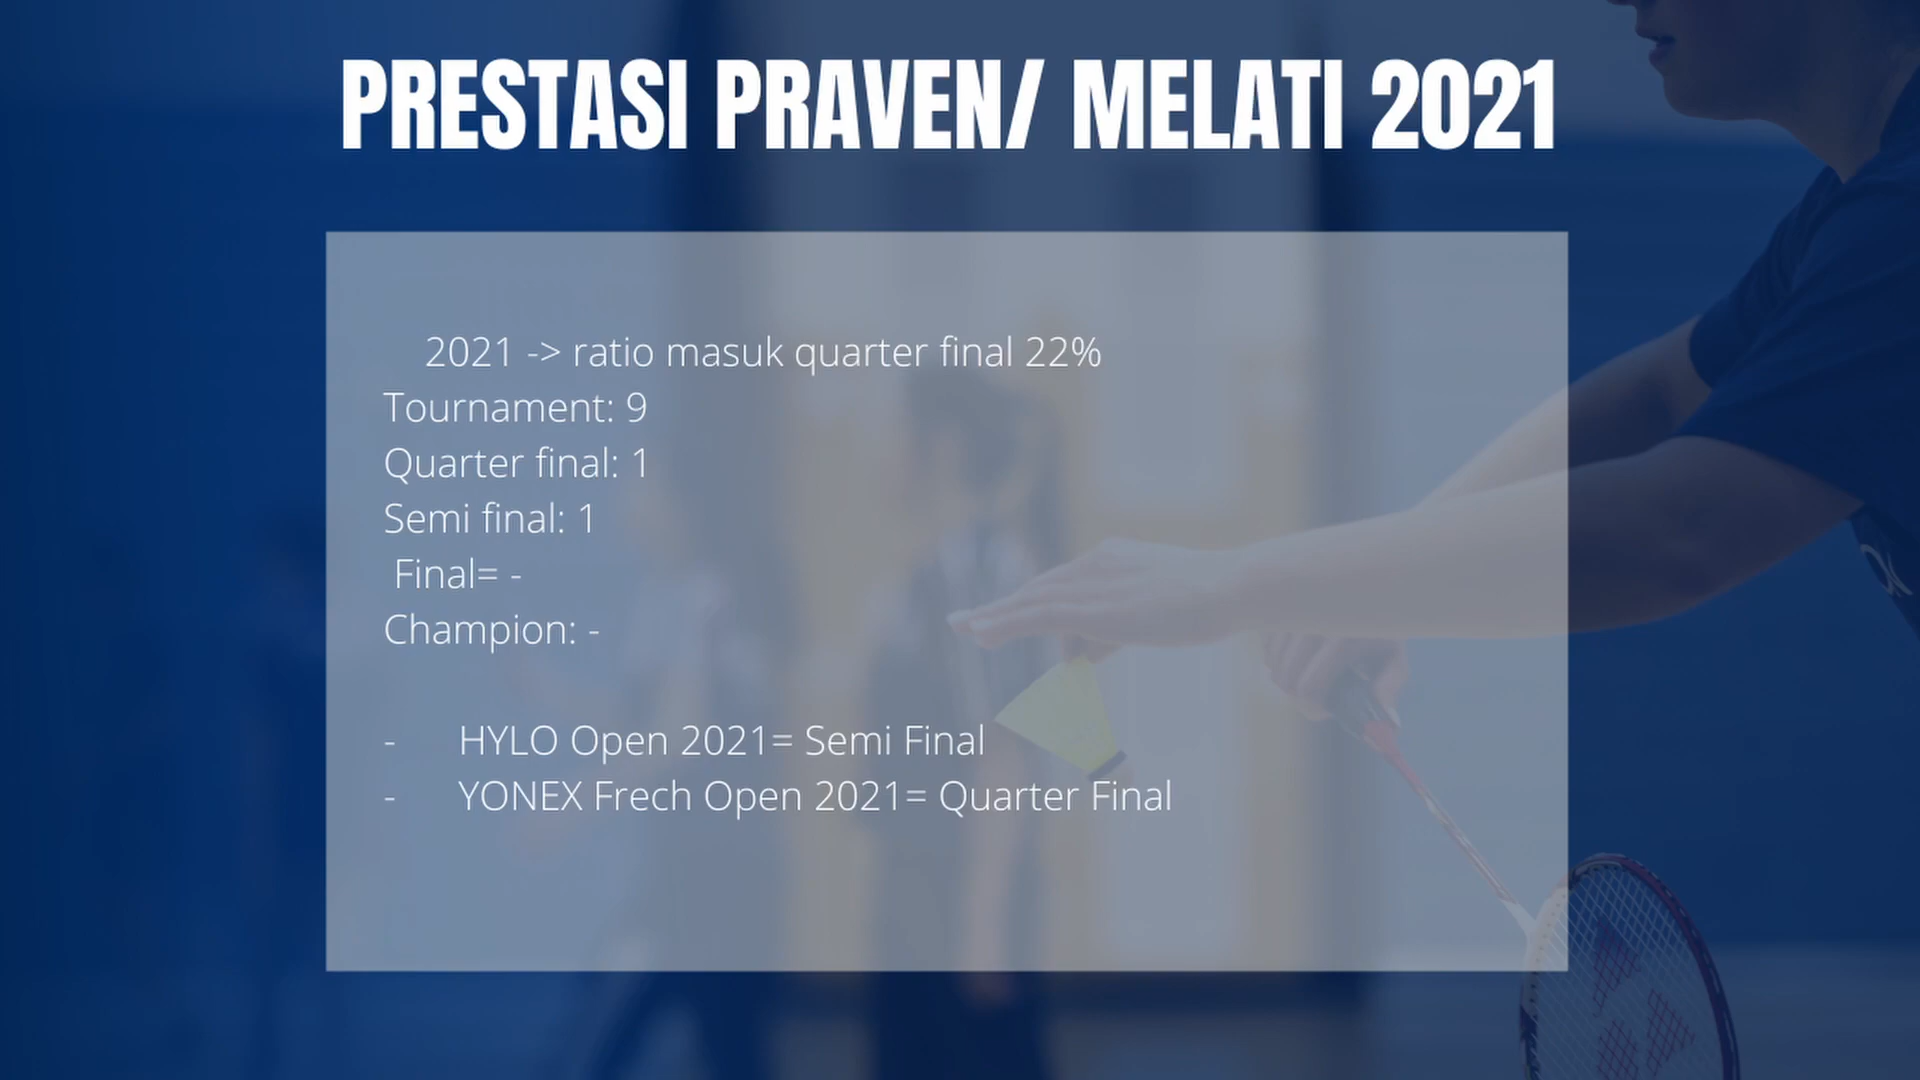 PRESTASI PRAVEN/ MELATI 2021
2021 -> ratio masuk quarter final 22%
Tournament: 9
Quarter final: 1
Semi final: 1
Final= -
Champion: -
- HYLO Open 2021= Semi Final
- YONEX Frech Open 2021= Quarter Final